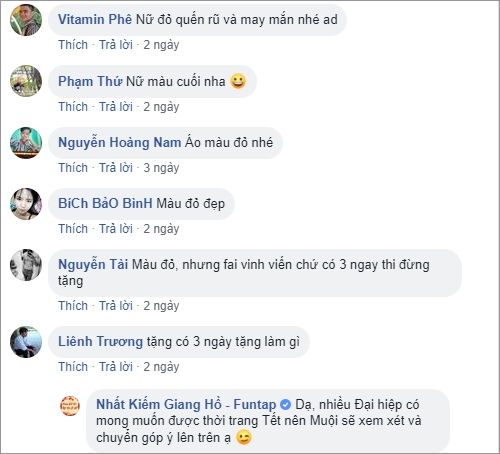 Vitamin Phê Nữ đỏ quến rũ và may mắn nhé ad
Thích · Trả lời · 2 ngày
Phạm Thứ Nữ màu cuối nha 😀
Thích · Trả lời · 2 ngày
Nguyễn Hoàng Nam Áo màu đỏ nhé
Thích · Trả lời · 3 ngày
BíCh BảO BìnH Màu đỏ đẹp
Thích · Trả lời · 2 ngày
Nguyễn Tài Màu đỏ, nhưng fai vinh viến chứ có 3 ngay thi đừng
tặng
Thích · Trả lời · 2 ngày
Liênh Trương tặng có 3 ngày tặng làm gì
Thích · Trả lời · 2 ngày
Nhất Kiếm Giang Hồ - Funtap Dạ, nhiều Đại hiệp có
mong muốn được thời trang Tết nên Muội sẽ xem xét và
chuyển góp ý lên trên ạ 😉